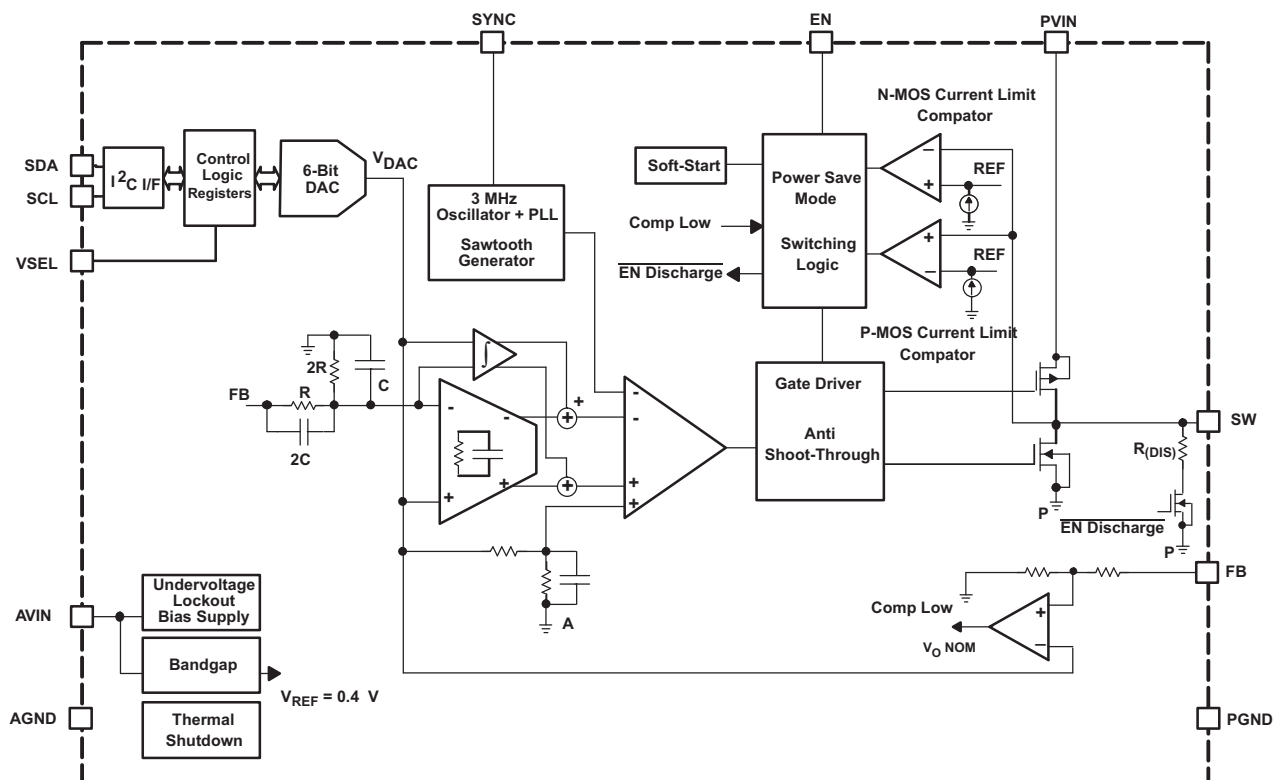 SYNC
EN
PVIN
N-MOS Current Limit
Compator
SDA
SCL
I2C I/F
Control
Logic
Registers
6-Bit
DAC
VDAC
VSEL
3 MHz
Oscillator + PLL
Sawtooth
Generator
Soft-Start
Comp Low
EN Discharge
Power Save
Mode
Switching
Logic
−
+
REF
+
−
REF
P-MOS Current Limit
Compator
2R
C
FB
R
2C
∫
-
-
+
+
+
+
+
-
-
+
+
Gate Driver
Anti
Shoot-Through
SW
R(DIS)
P
EN Discharge
P
A
FB
Comp Low
VO NOM
+
−
AVIN
Undervoltage
Lockout
Bias Supply
Bandgap
VREF = 0.4 V
AGND
Thermal
Shutdown
PGND